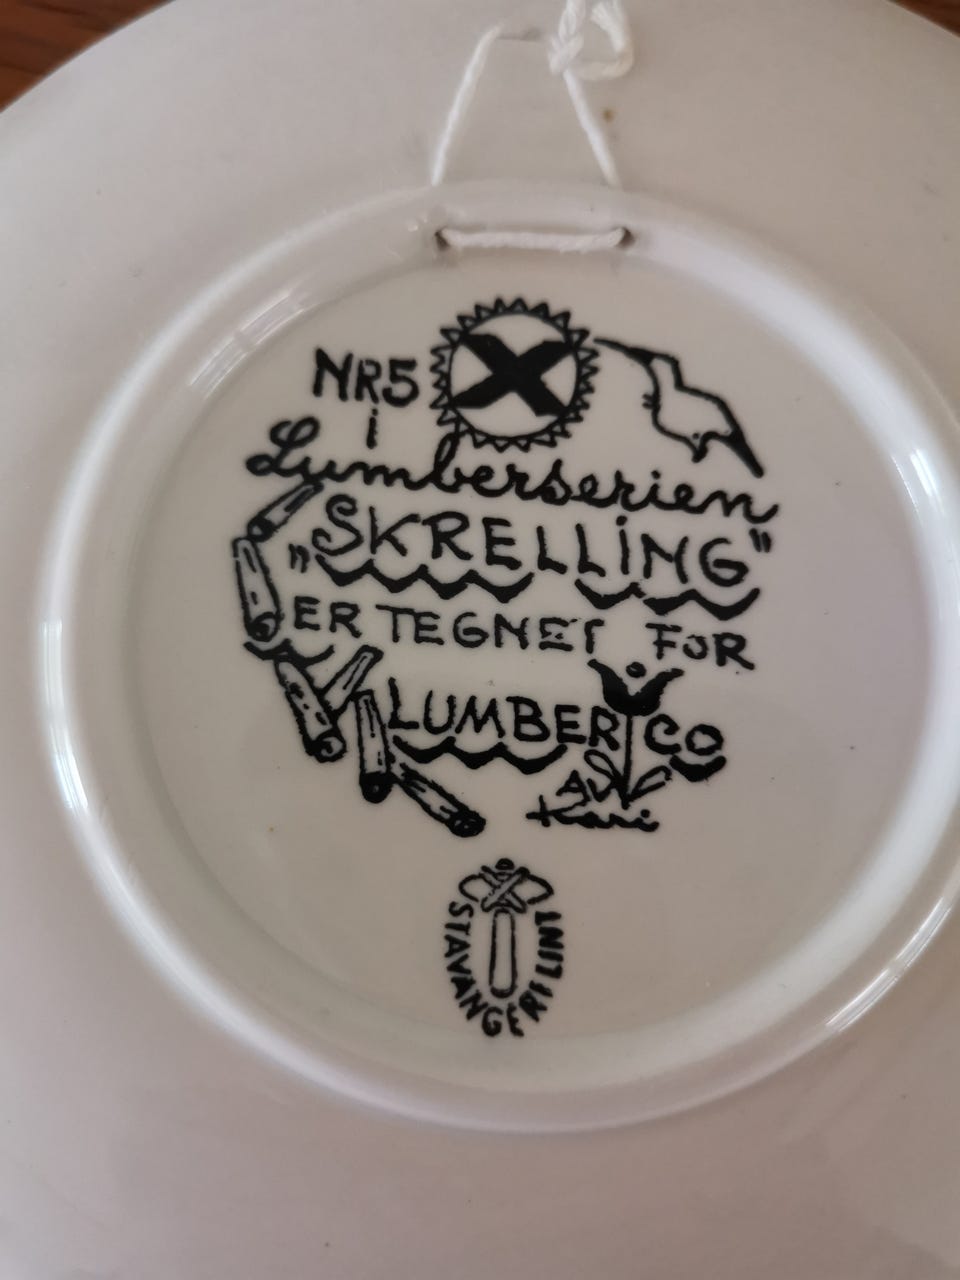 NR5
i
Lumberserien
„SKRELLiNG"
ER TEGNET FOR
LUMBER CO
AV
Kari
STAVANGERFLINT